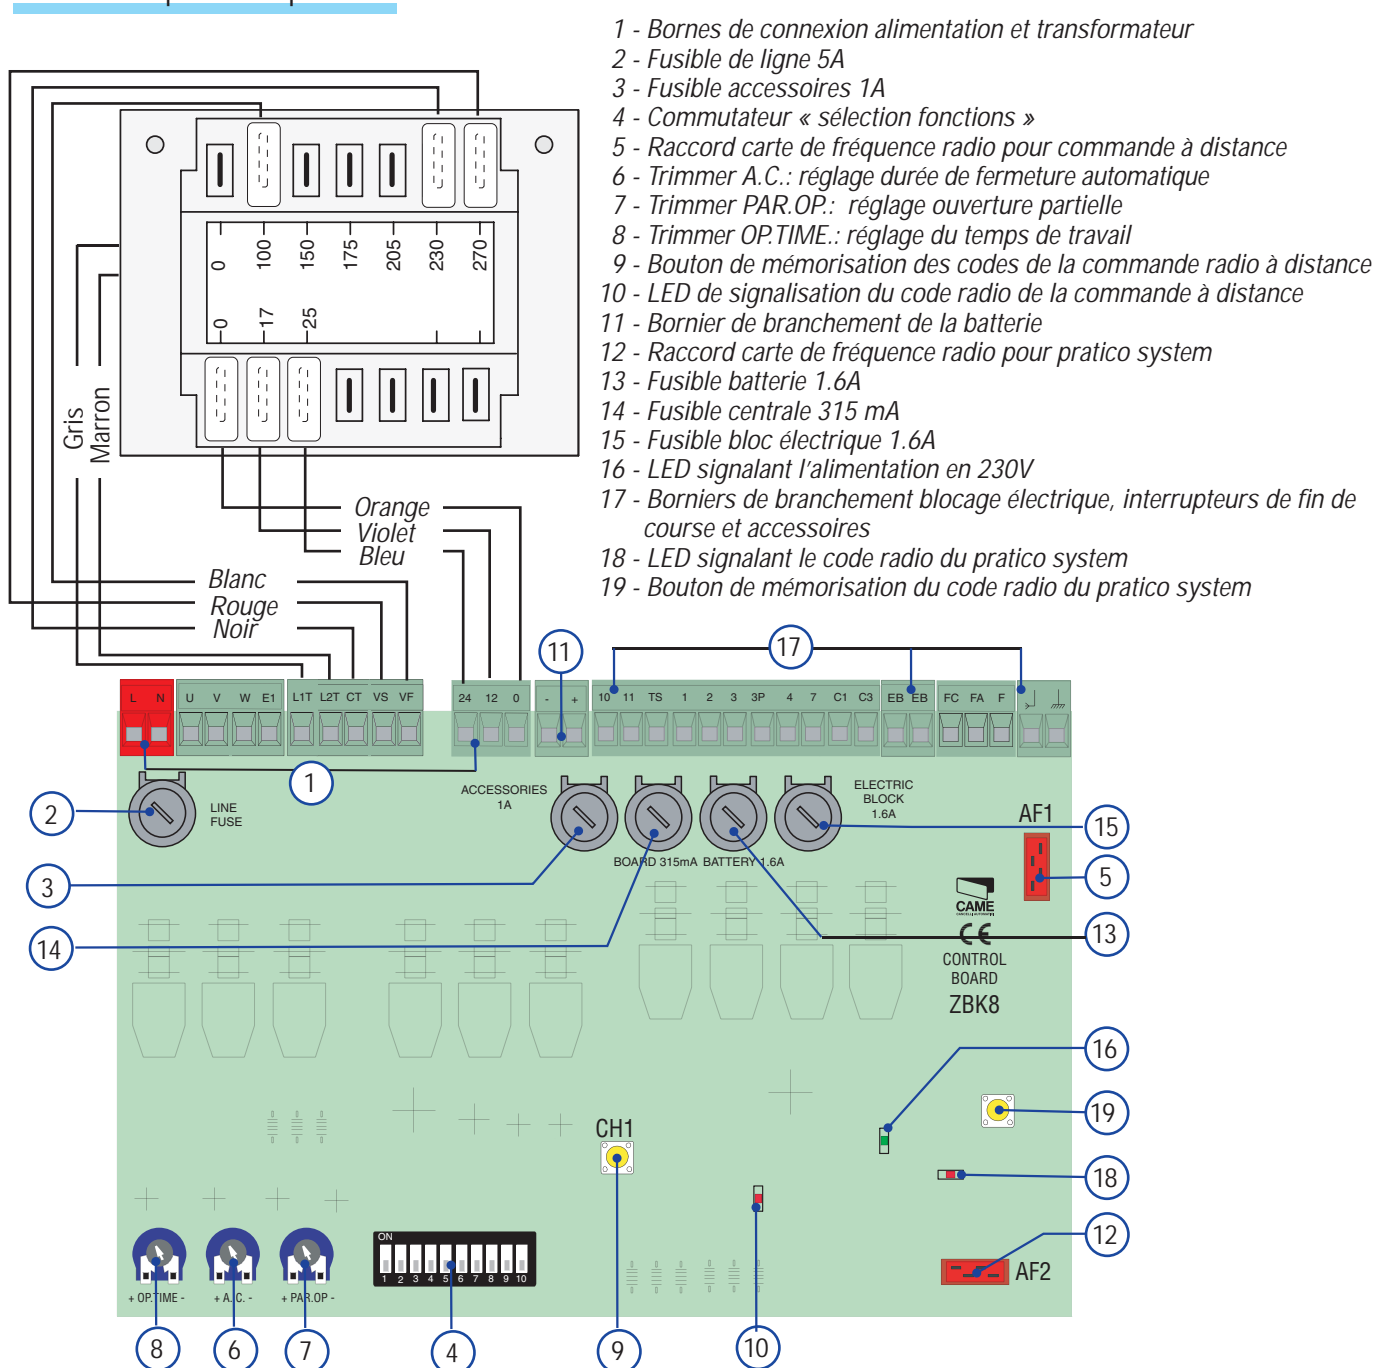 1 - Bornes de connexion alimentation et transformateur
2 - Fusible de ligne 5A
3 - Fusible accessoires 1A
4 - Commutateur « sélection fonctions »
5 - Raccord carte de fréquence radio pour commande à distance
6 - Trimmer A.C.: réglage durée de fermeture automatique
7 - Trimmer PAR.OP.: réglage ouverture partielle
8 - Trimmer OP.TIME.: réglage du temps de travail
9 - Bouton de mémorisation des codes de la commande radio à distance
10 - LED de signalisation du code radio de la commande à distance
11 - Bornier de branchement de la batterie
12 - Raccord carte de fréquence radio pour pratico system
13 - Fusible batterie 1.6A
14 - Fusible centrale 315 mA
15 - Fusible bloc électrique 1.6A
16 - LED signalant l'alimentation en 230V
17 - Borniers de branchement blocage électrique, interrupteurs de fin de
course et accessoires
18 - LED signalant le code radio du pratico system
19 - Bouton de mémorisation du code radio du pratico system
0 100 150 175 205 230 270
0 17 25
Gris
Marron
Orange
Violet
Bleu
Blanc
Rouge
Noir
11 17
L N U V W E1 L1T L2T CT VS VF 24 12 0 - + 10 11 TS 1 2 3 3P 4 7 C1 C3 EB EB FC FA F
1
2
LINE
FUSE
ACCESSORIES
1A
ELECTRIC
BLOCK
1.6A
AF1
15
BOARD 315mA BATTERY 1.6A
3
5
CAME
CANCELLI AUTOMATICI
CE
14
13
CONTROL
BOARD
ZBK8
16
19
CH1
18
12
AF2
ON
1 2 3 4 5 6 7 8 9 10
+ OP.TIME - + A.C. - + PAR.OP -
8 6 7 4 9 10